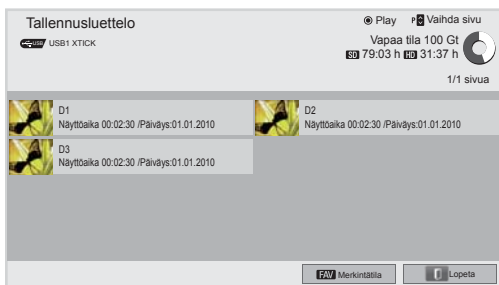 Tallennusluettelo
USB USB1 XTICK
Play P Vaihda sivu
Vapaa tila 100 Gt
SD 79:03 h HD 31:37 h
1/1 sivua
D1
Näyttöaika 00:02:30 /Päiväys:01.01.2010
D2
Näyttöaika 00:02:30 /Päiväys:01.01.2010
D3
Näyttöaika 00:02:30 /Päiväys:01.01.2010
FAV Merkintätila
Lopeta